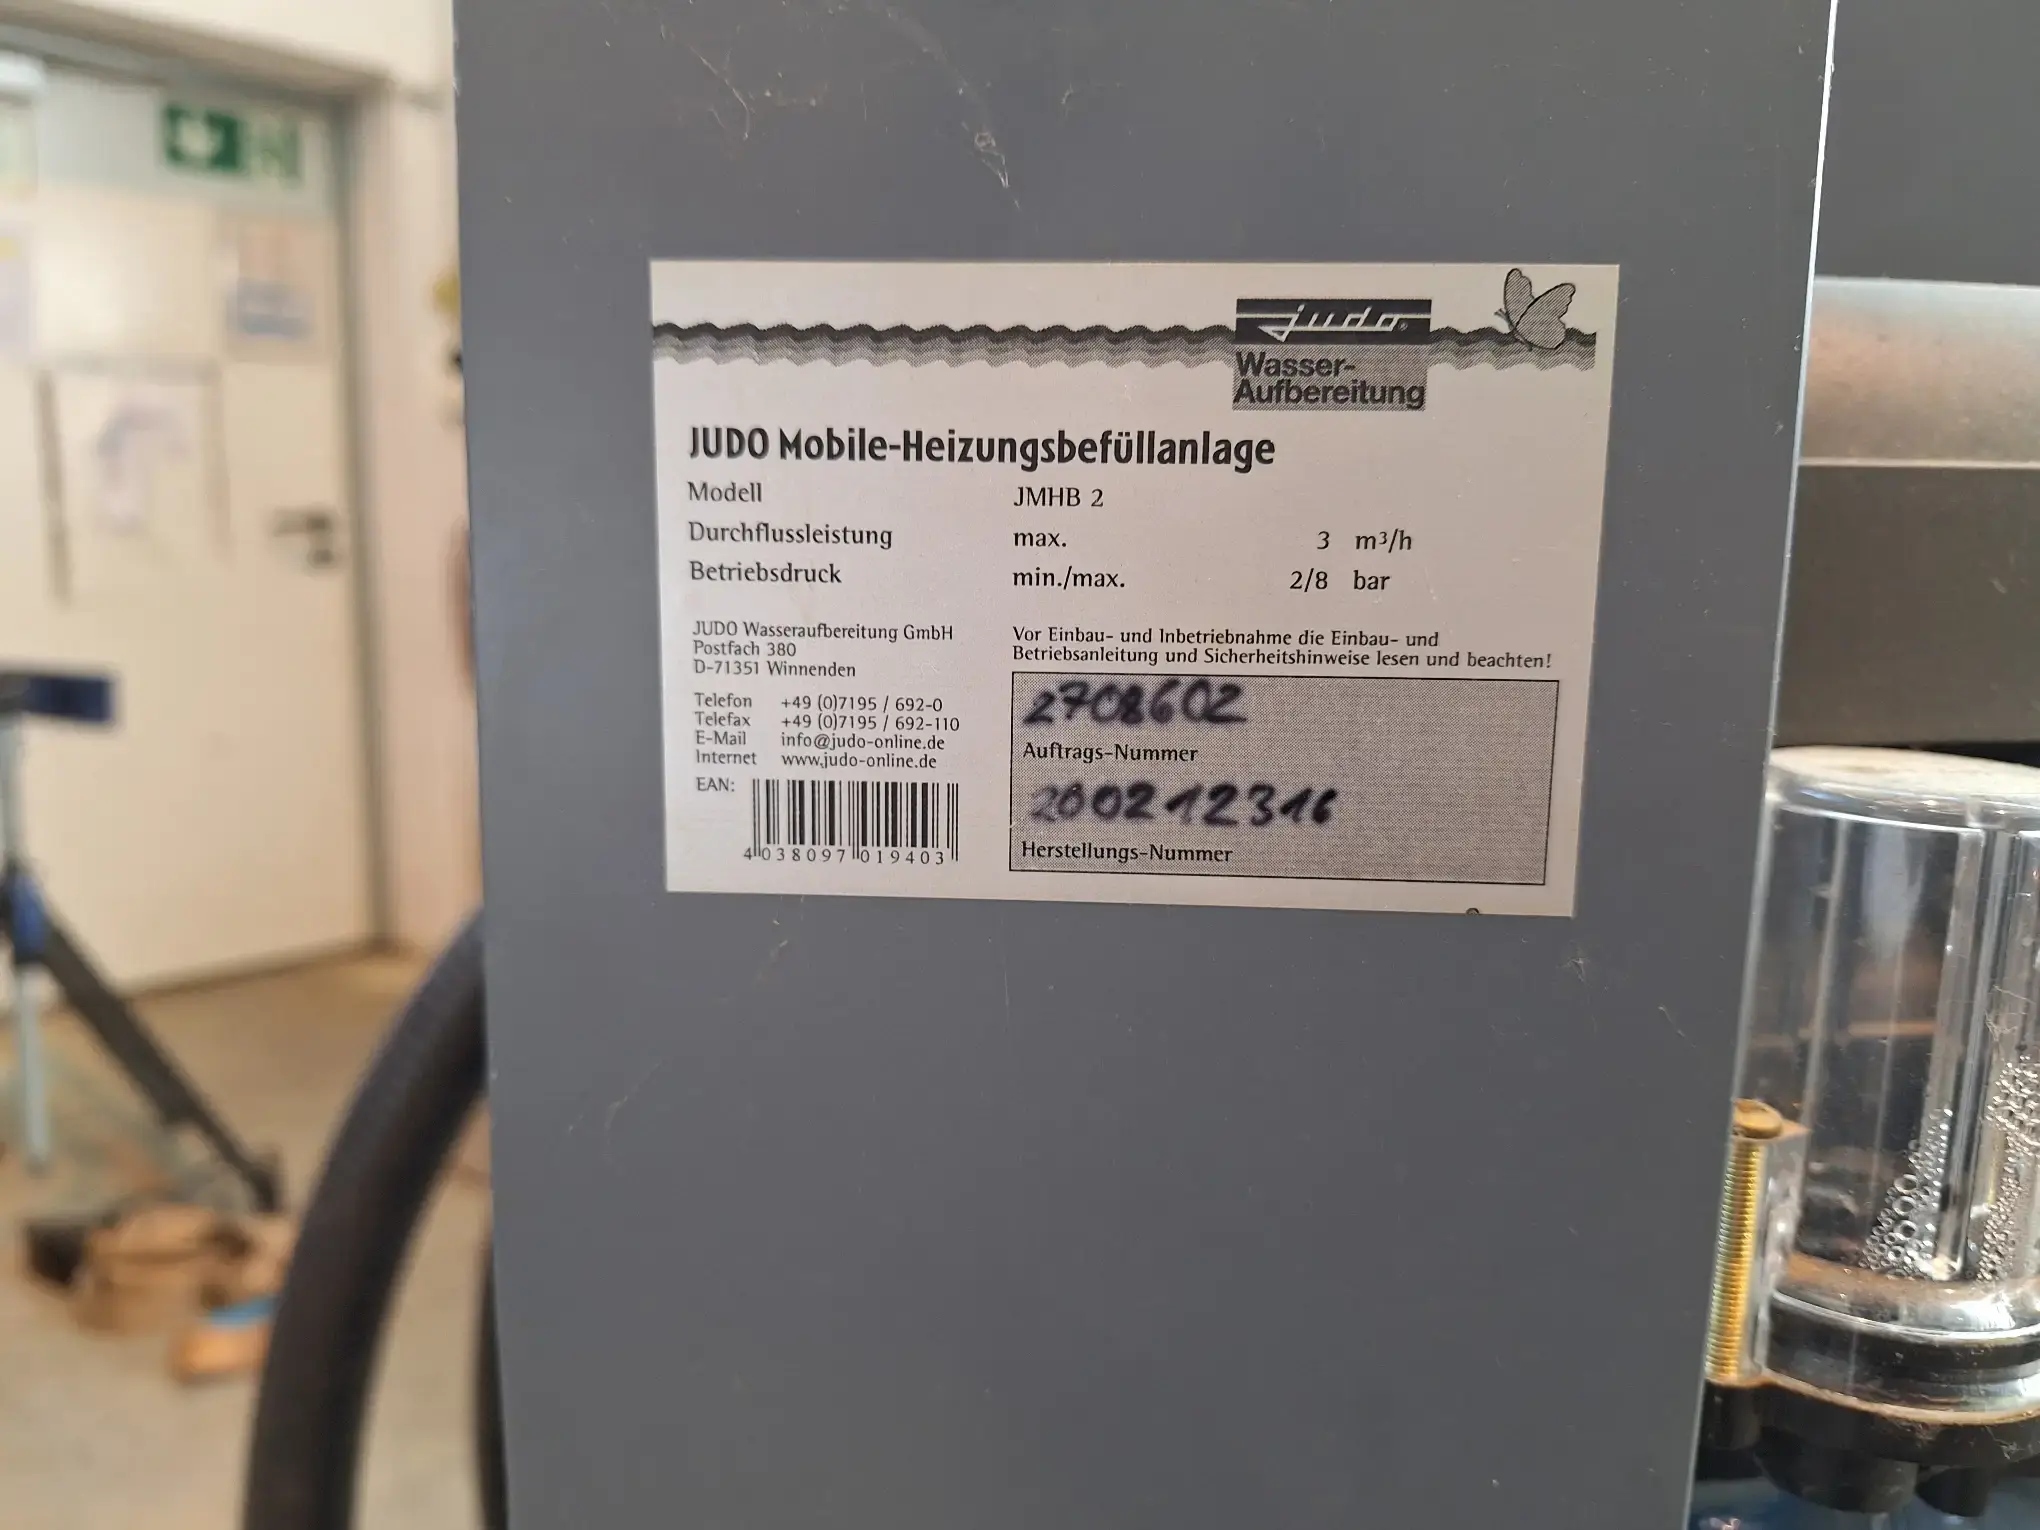 judo
Wasser-
Aufbereitung
JUDO Mobile-Heizungsbefüllanlage
Modell JMHB 2
Durchflussleistung max. 3 m³/h
Betriebsdruck min./max. 2/8 bar
JUDO Wasseraufbereitung GmbH
Postfach 380
D-71351 Winnenden
Telefon +49 (0)7195 / 692-0
Telefax +49 (0)7195 / 692-110
E-Mail info@judo-online.de
Internet www.judo-online.de
EAN:
4 038097 019403
Vor Einbau- und Inbetriebnahme die Einbau- und
Betriebsanleitung und Sicherheitshinweise lesen und beachten!
2708602
Auftrags-Nummer
200212316
Herstellungs-Nummer